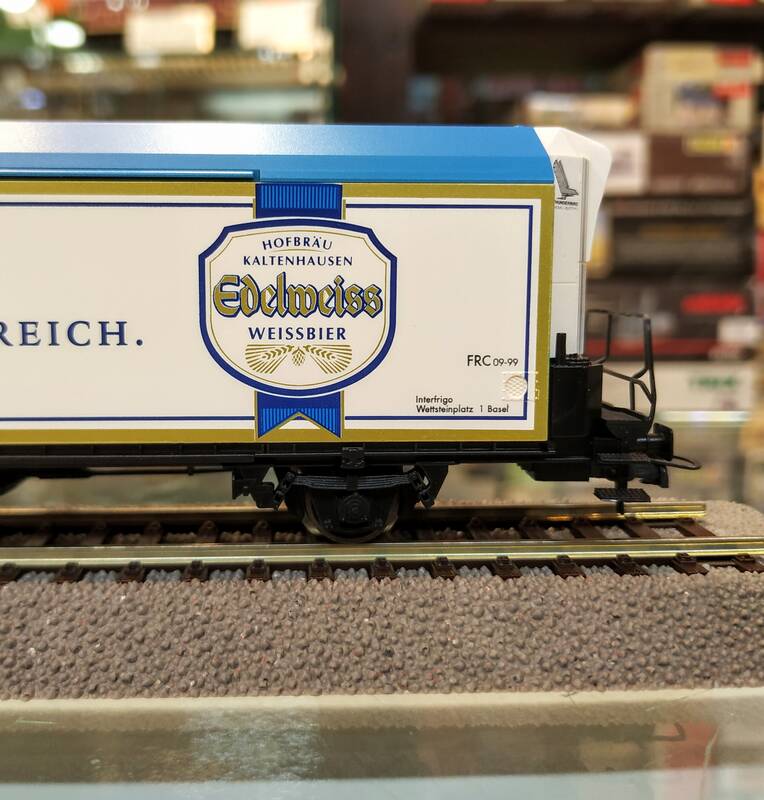 REICH.
HOFBRÄU
KALTENHAUSEN
Edelweiss
WEISSBIER
FRC 09-99
Interfrigo
Wettsteinplatz 1 Basel